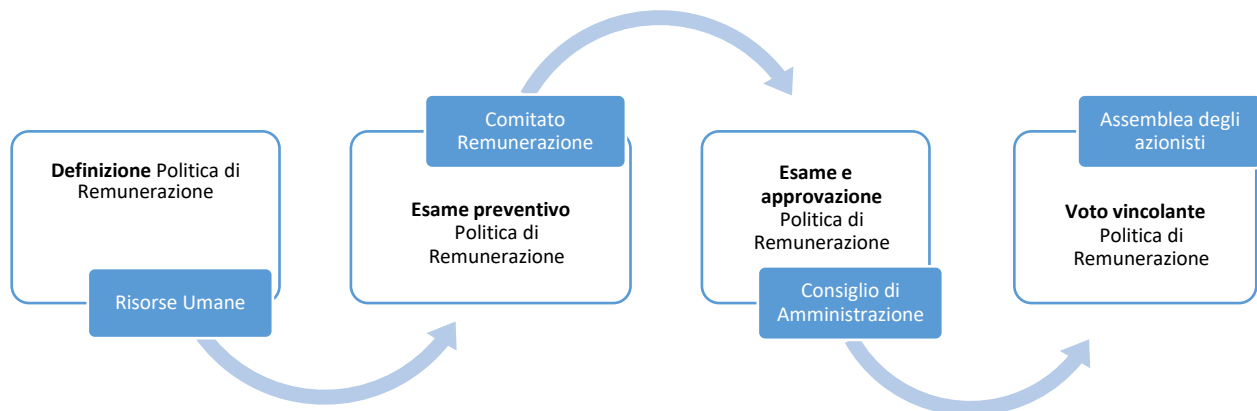 Definizione Politica di
Remunerazione
Risorse Umane
Comitato
Remunerazione
Esame preventivo
Politica di
Remunerazione
Esame e
approvazione
Politica di
Remunerazione
Consiglio di
Amministrazione
Assemblea degli
azionisti
Voto vincolante
Politica di
Remunerazione